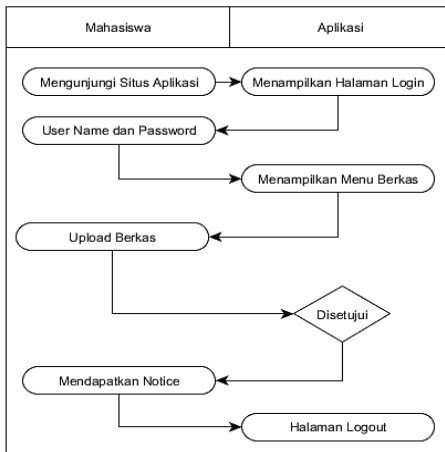 Mahasiswa
Aplikasi
Mengunjungi Situs Aplikasi
Menampilkan Halaman Login
User Name dan Password
Menampilkan Menu Berkas
Upload Berkas
Disetujui
Mendapatkan Notice
Halaman Logout